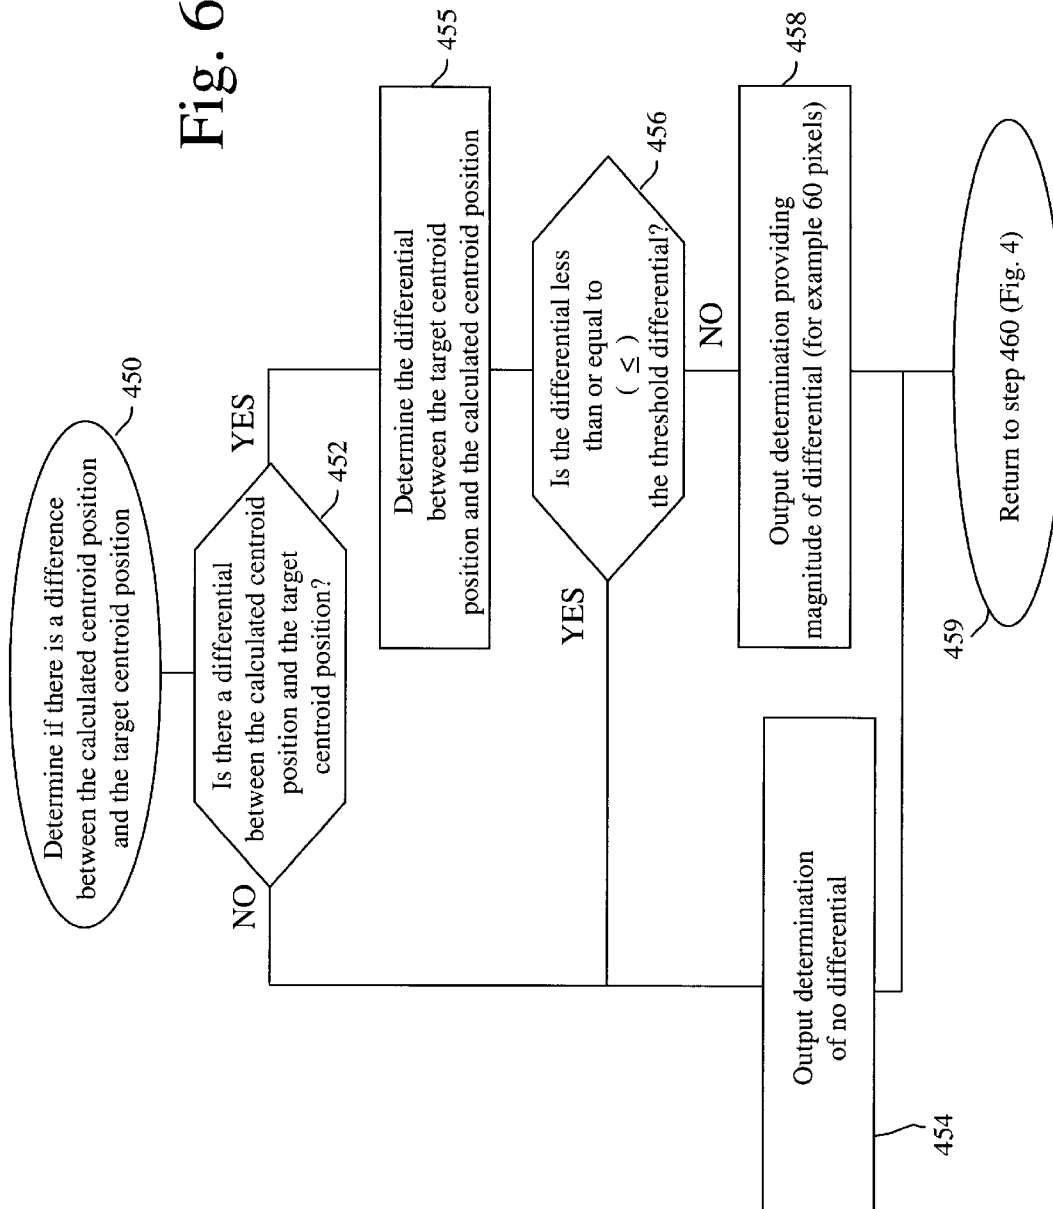 Fig. 6
Determine if there is a difference
between the calculated centroid position
and the target centroid position
450
Is there a differential
between the calculated centroid
position and the target
centroid position?
452
NO
YES
Determine the differential
between the target centroid
position and the calculated centroid position
455
Is the differential less
than or equal to
( ≤ )
the threshold differential?
456
YES
NO
Output determination
of no differential
454
Output determination providing
magnitude of differential (for example 60 pixels)
458
Return to step 460 (Fig. 4)
459